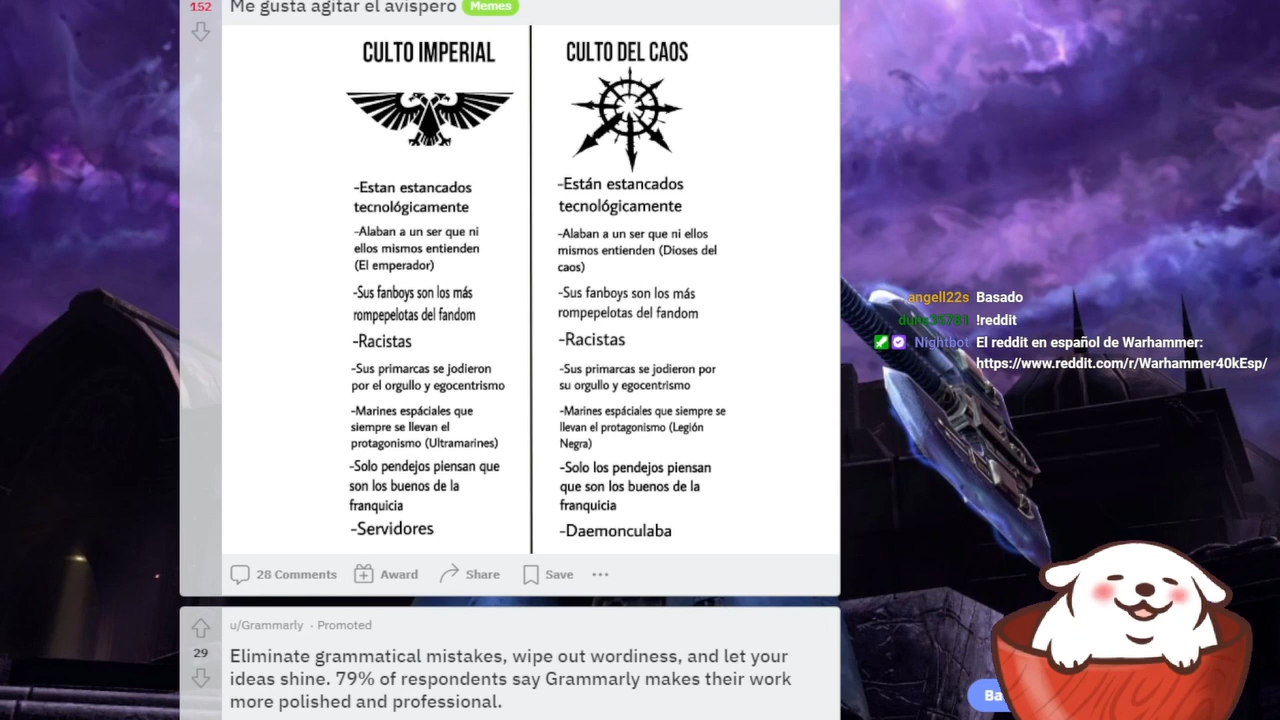 152
Me gusta agitar el avispero Memes
CULTO IMPERIAL
-Estan estancados
tecnológicamente
-Alaban a un ser que ni
ellos mismos entienden
(El emperador)
-Sus fanboys son los más
rompepelotas del fandom
-Racistas
-Sus primarcas se jodieron
por el orgullo y egocentrismo
-Marines espáciales que
siempre se llevan el
protagonismo (Ultramarines)
-Solo pendejos piensan que
son los buenos de la
franquicia
-Servidores
CULTO DEL CAOS
-Están estancados
tecnológicamente
-Alaban a un ser que ni ellos
mismos entienden (Dioses del
caos)
-Sus fanboys son los más
rompepelotas del fandom
-Racistas
-Sus primarcas se jodieron por
su orgullo y egocentrismo
-Marines espáciales que siempre se
llevan el protagonismo (Legión
Negra)
-Solo los pendejos piensan
que son los buenos de la
franquicia
-Daemonculaba
28 Comments Award Share Save
u/Grammarly · Promoted
29
Eliminate grammatical mistakes, wipe out wordiness, and let your
ideas shine. 79% of respondents say Grammarly makes their work
more polished and professional.
angell22s Basado
!reddit
Nightbot El reddit en español de Warhammer:
https://www.reddit.com/r/Warhammer40kEsp/
Ba